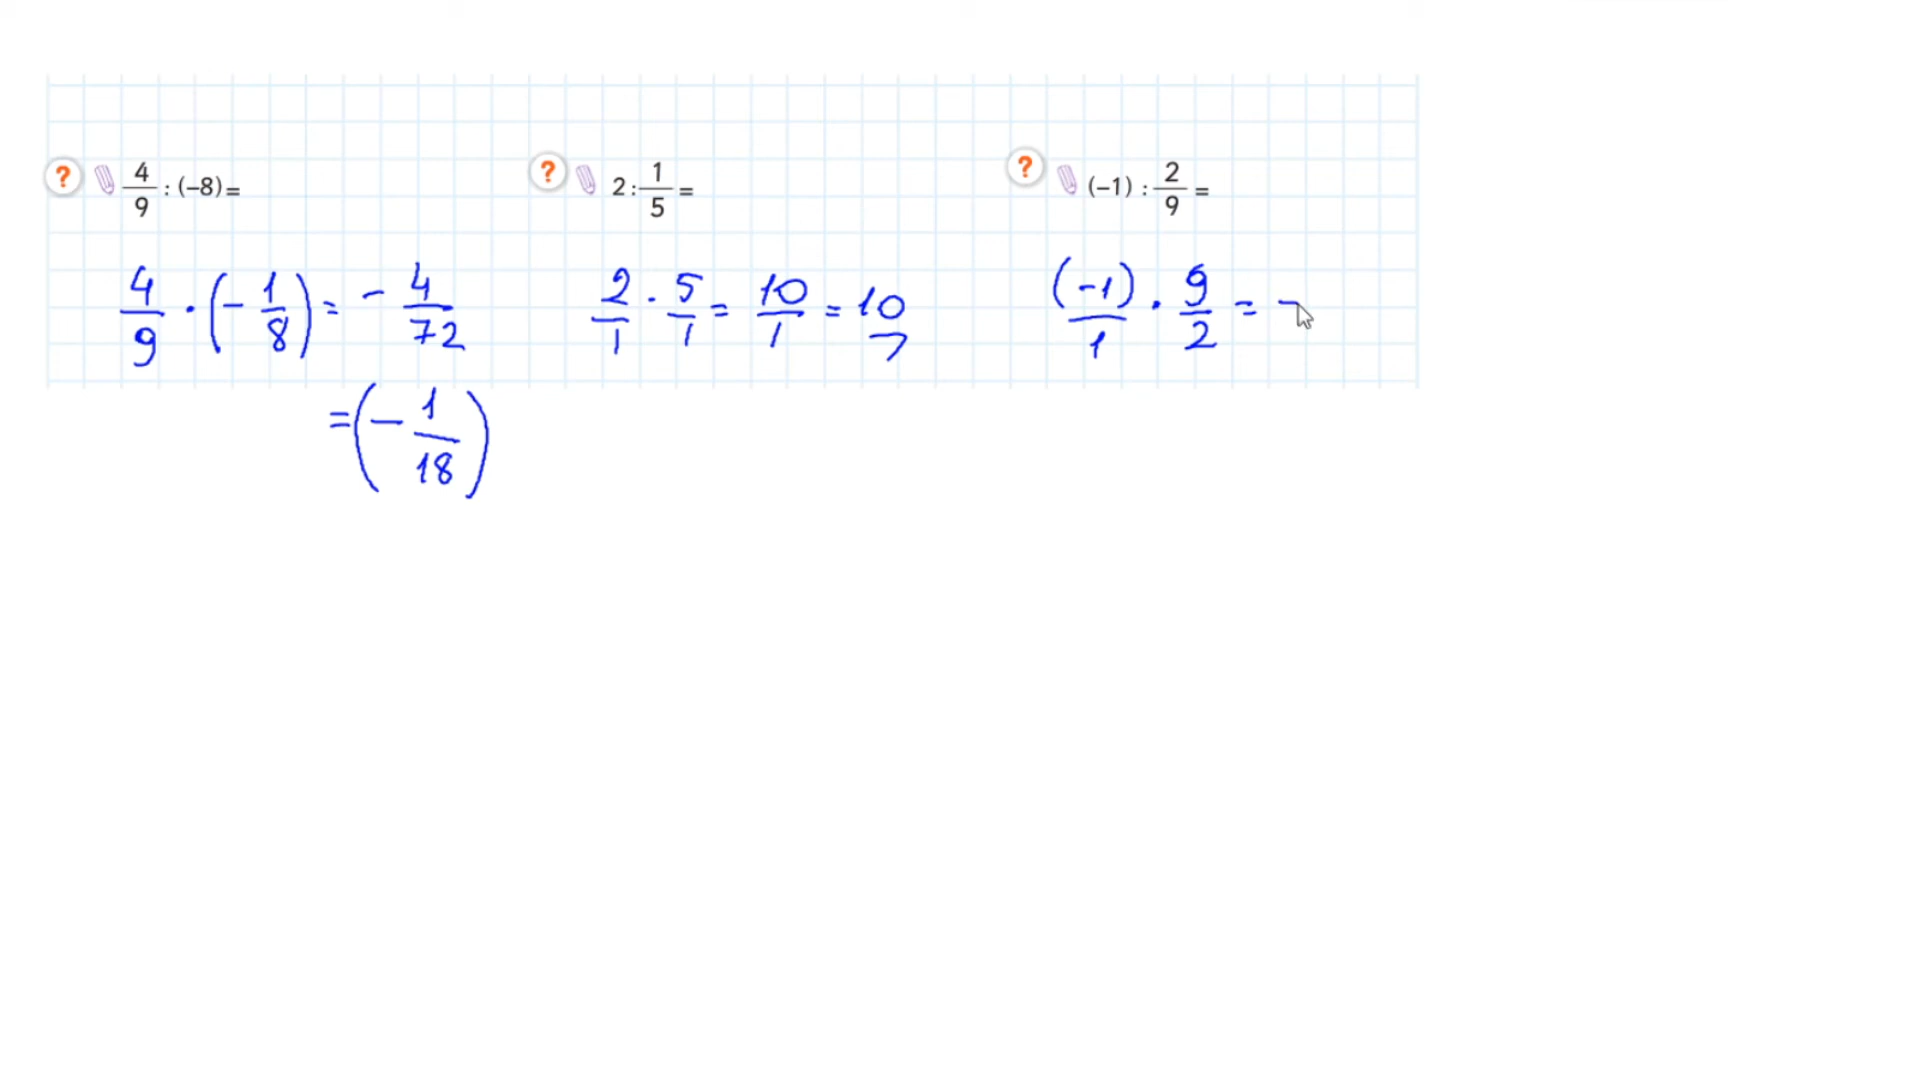 ? 4/9 : (–8)=
? 2 : 1/5 =
? (–1) : 2/9 =
4/9 · (- 1/8) = - 4/72
= (- 1/18)
2/1 · 5/1 = 10/1 = 10
(-1)/1 · 9/2 = -